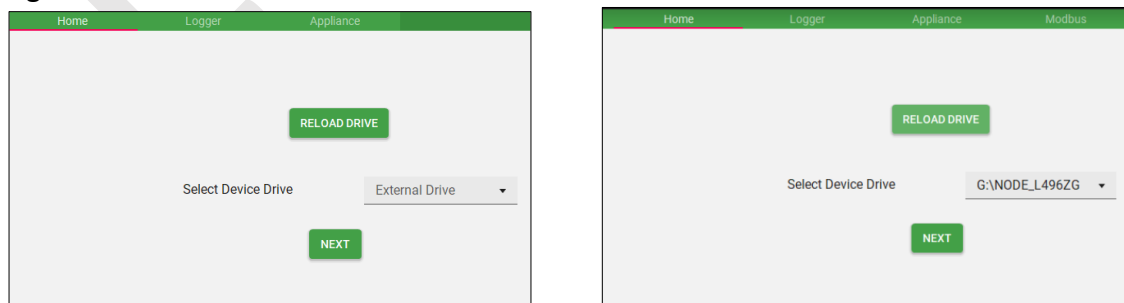 Home Logger Appliance
RELOAD DRIVE
Select Device Drive External Drive
NEXT
Home Logger Appliance Modbus
RELOAD DRIVE
Select Device Drive G:\NODE_L496ZG
NEXT